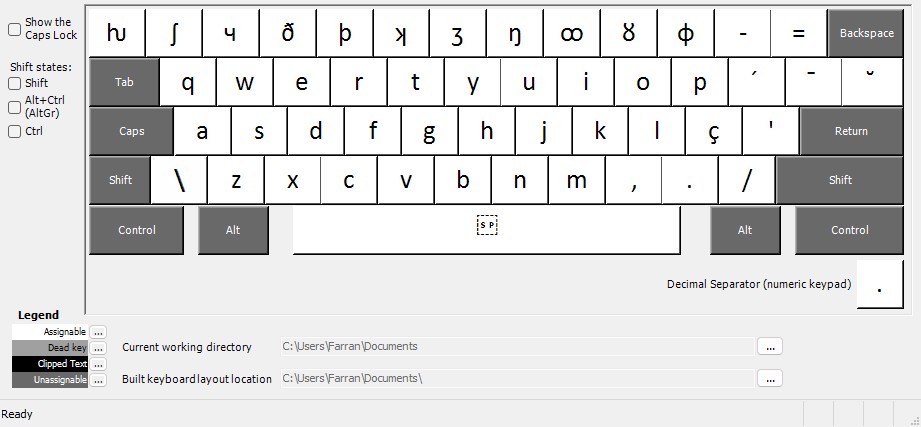 Show the
Caps Lock
Shift states:
Shift
Alt+Ctrl
(AltGr)
Ctrl
ƕ ʃ ч ð þ ʞ ʒ ŋ ꝏ ȣ ɸ - = Backspace
Tab q w e r t y u i o p ´ ¯ ˘
Caps a s d f g h j k l ç ' Return
Shift \ z x c v b n m , . / Shift
Control Alt SP Alt Control
Decimal Separator (numeric keypad) .
Legend
Assignable ...
Dead key ...
Clipped Text ...
Unassignable ...
Current working directory C:\Users\Farran\Documents ...
Built keyboard layout location C:\Users\Farran\Documents\ ...
Ready